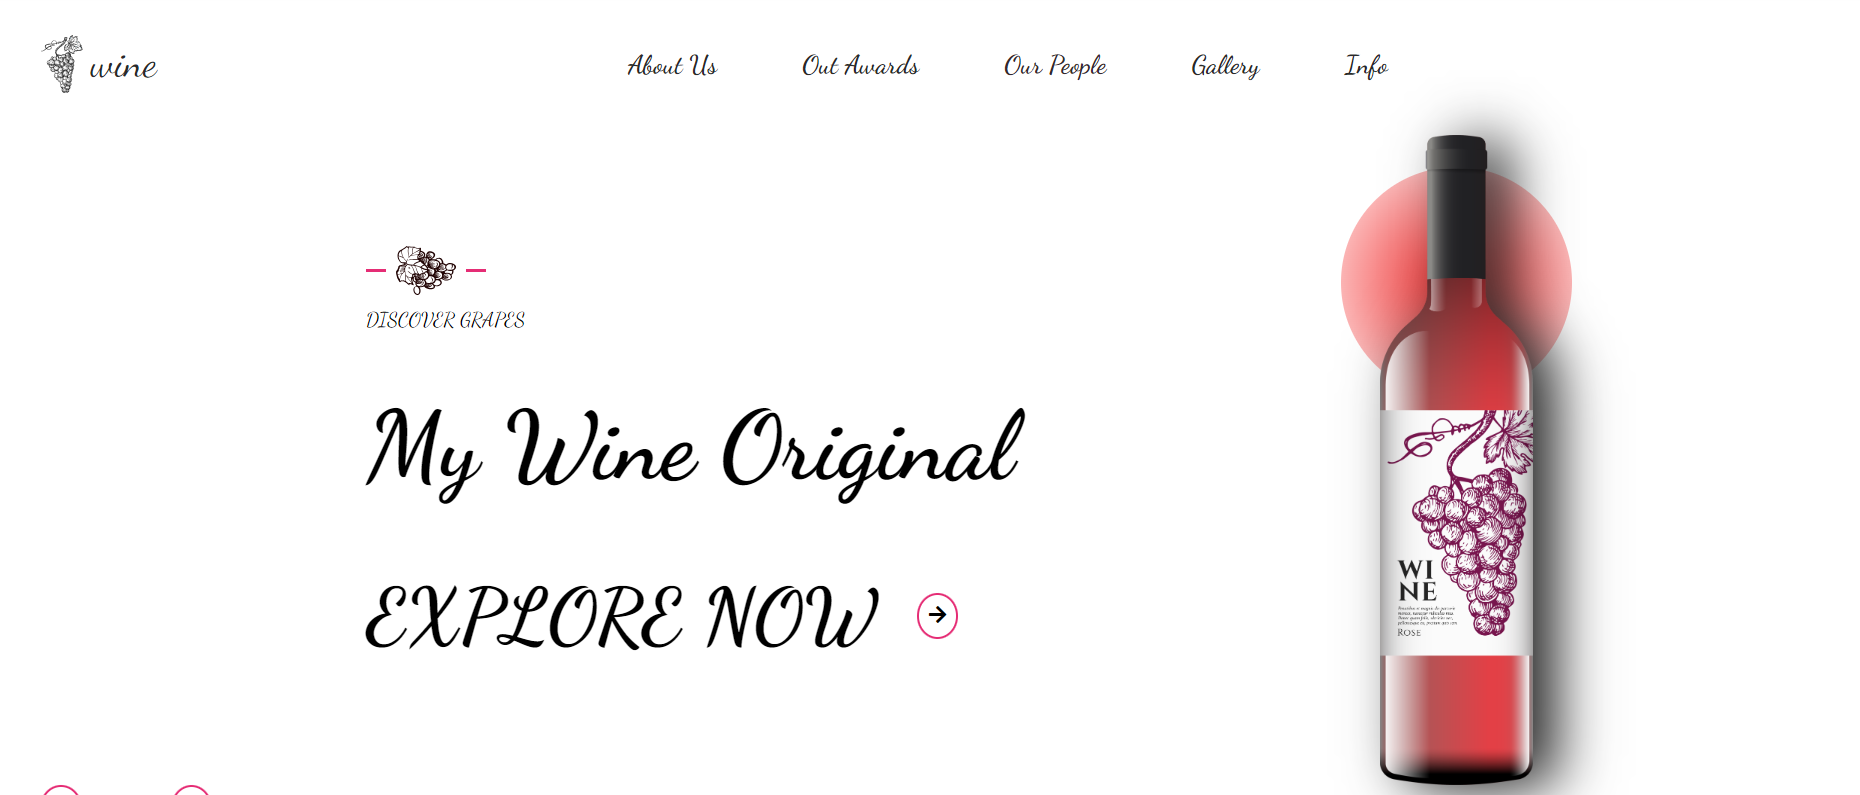 wine
About Us
Out Awards
Our People
Gallery
Info
DISCOVER GRAPES
My Wine Original
EXPLORE NOW
WI
NE
ROSE